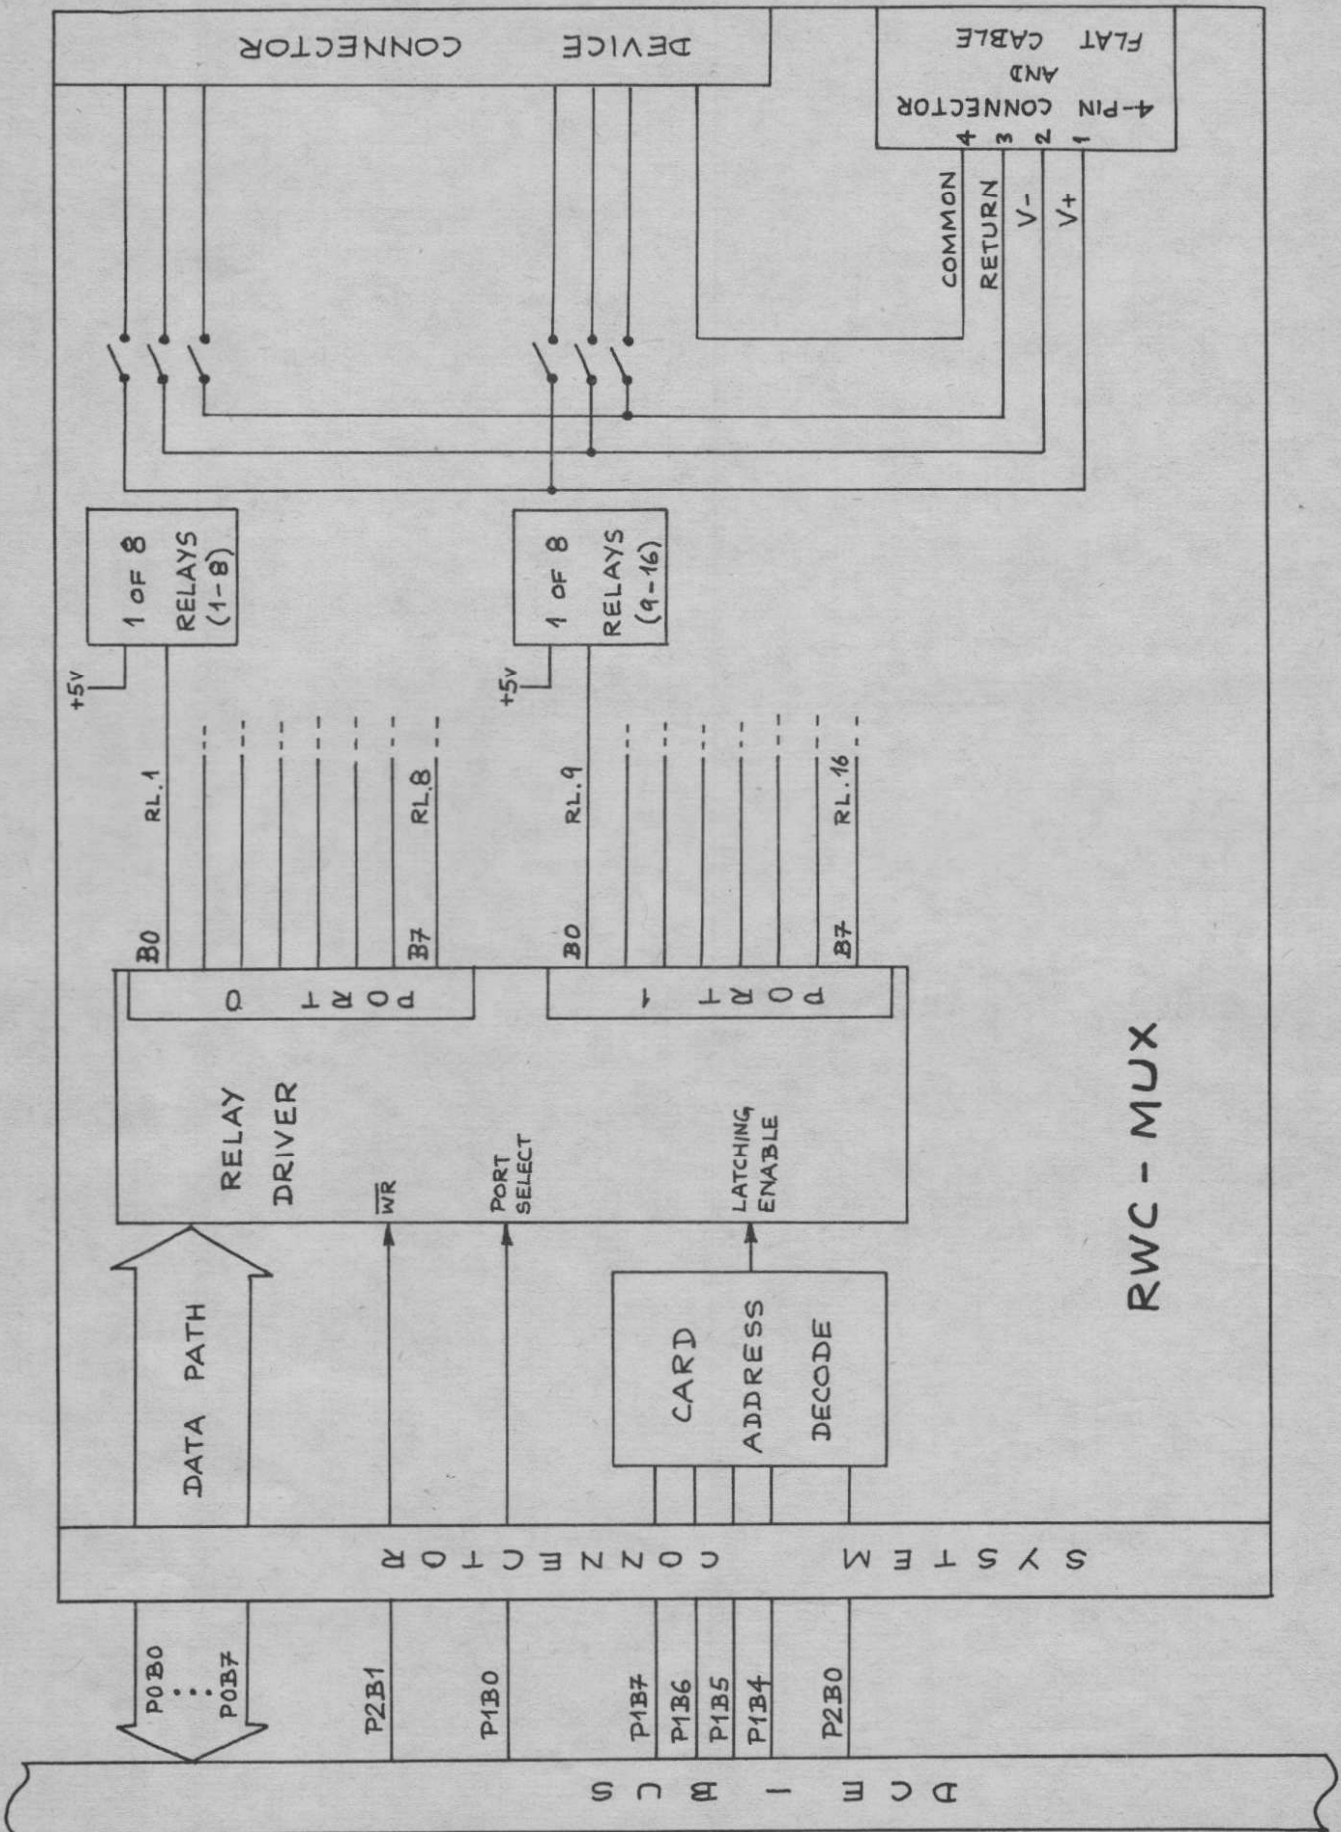 DCE - BUS
P0B0
P0B7
P2B1
P1B0
P1B7
P1B6
P1B5
P1B4
P2B0
SYSTEM CONNECTOR
DATA PATH
CARD
ADDRESS
DECODE
RELAY
DRIVER
WR
PORT
SELECT
LATCHING
ENABLE
PORT 0
PORT 1
B0
RL.1
B7
RL.8
B0
RL.9
B7
RL.16
+5V
1 OF 8
RELAYS
(1-8)
+5V
1 OF 8
RELAYS
(9-16)
COMMON
RETURN
V-
V+
DEVICE CONNECTOR
FLAT CABLE
AND
4-PIN CONNECTOR
4
3
2
1
RWC - MUX